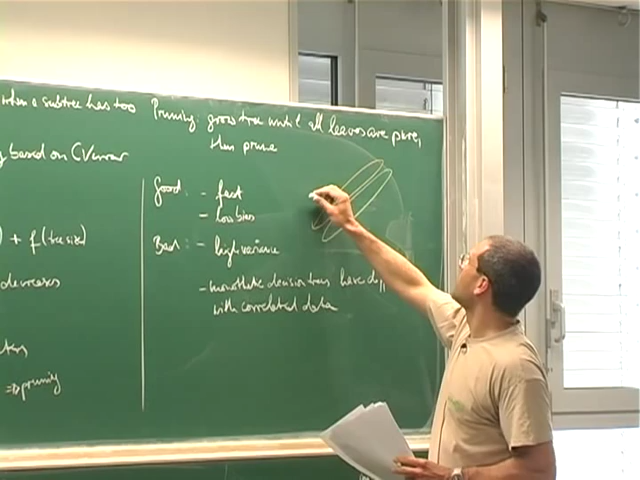 when a subtree has too
Pruning: grow tree until all leaves are pure,
then prune
based on CV error
Good: - fast
- low bias
+ f(tree size)
Bad: - high variance
decreases
- monothetic decision trees have diff
with correlated data
=> pruning